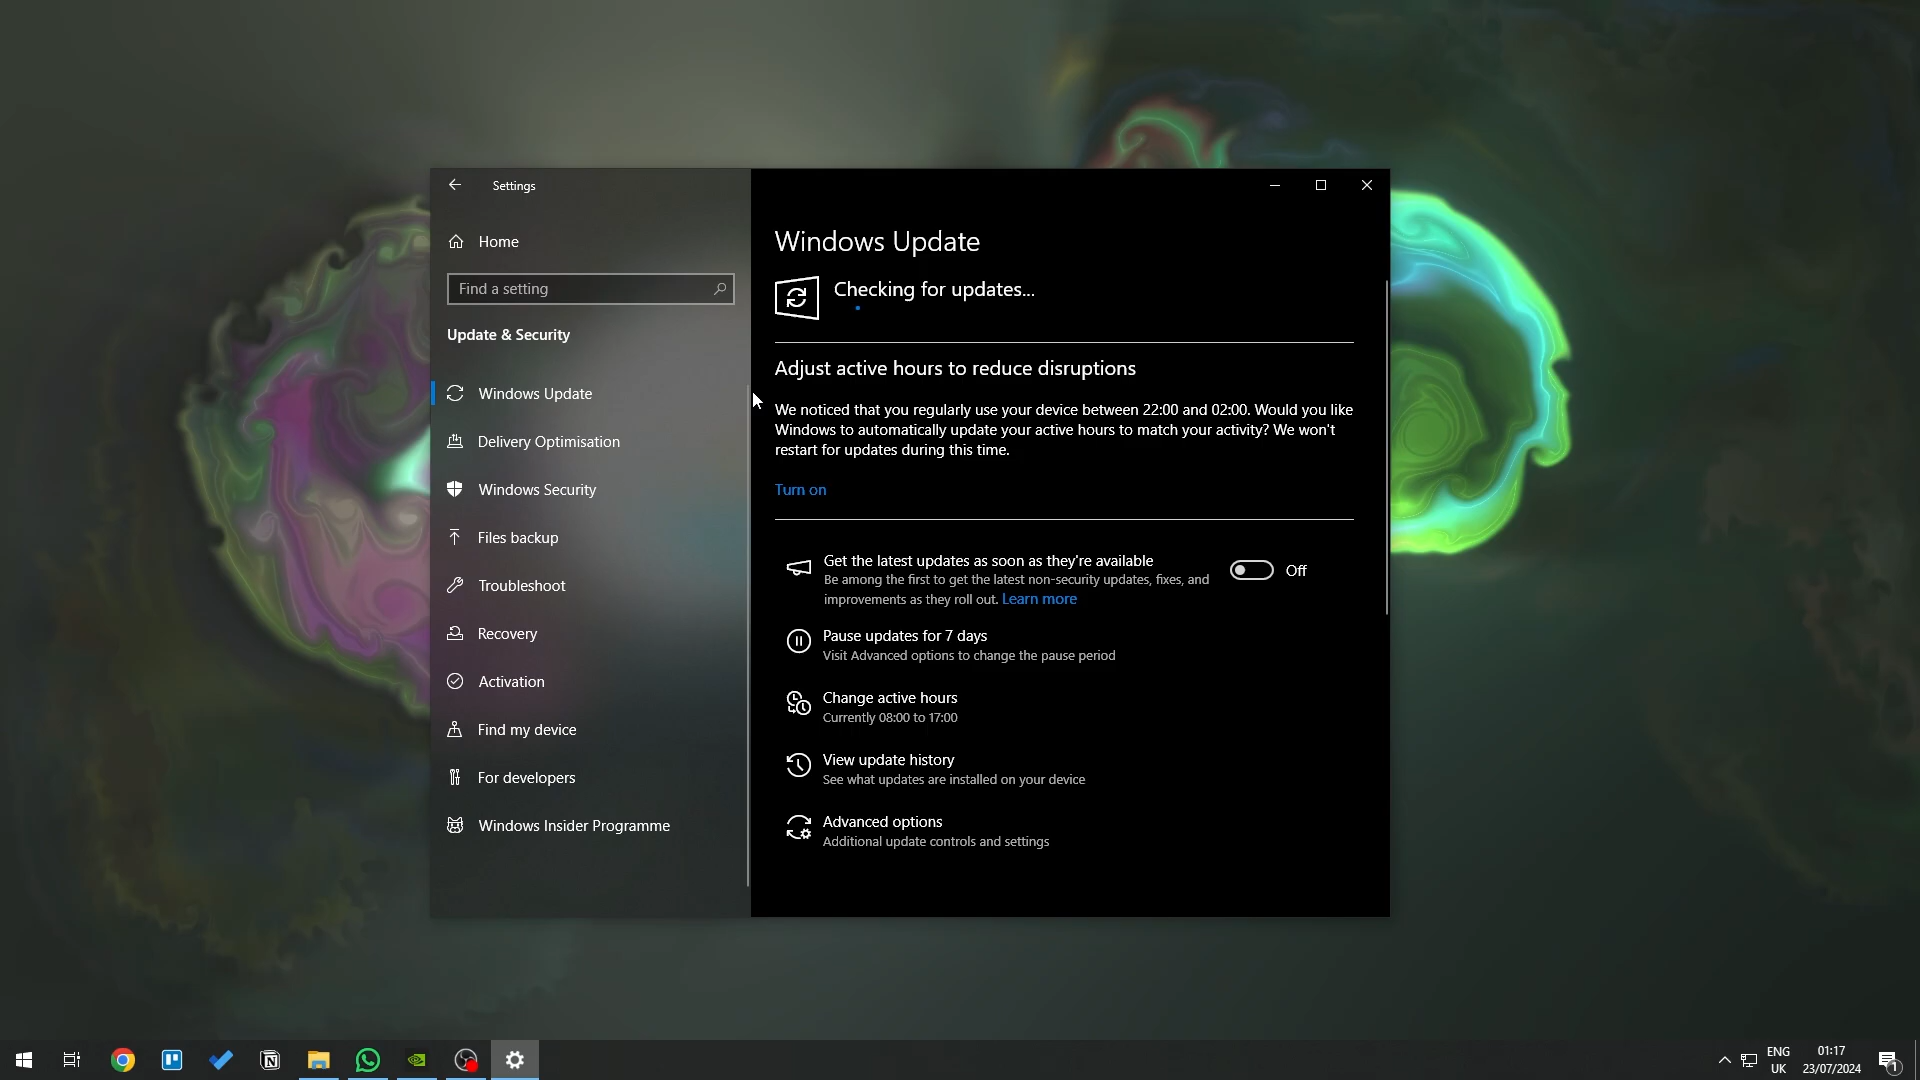 Settings
Home
Find a setting
Update & Security
Windows Update
Delivery Optimisation
Windows Security
Files backup
Troubleshoot
Recovery
Activation
Find my device
For developers
Windows Insider Programme
Windows Update
Checking for updates...
Adjust active hours to reduce disruptions
We noticed that you regularly use your device between 22:00 and 02:00. Would you like
Windows to automatically update your active hours to match your activity? We won't
restart for updates during this time.
Turn on
Get the latest updates as soon as they're available
Be among the first to get the latest non-security updates, fixes, and
improvements as they roll out. Learn more
Off
Pause updates for 7 days
Visit Advanced options to change the pause period
Change active hours
Currently 08:00 to 17:00
View update history
See what updates are installed on your device
Advanced options
Additional update controls and settings
ENG
UK
01:17
23/07/2024
1